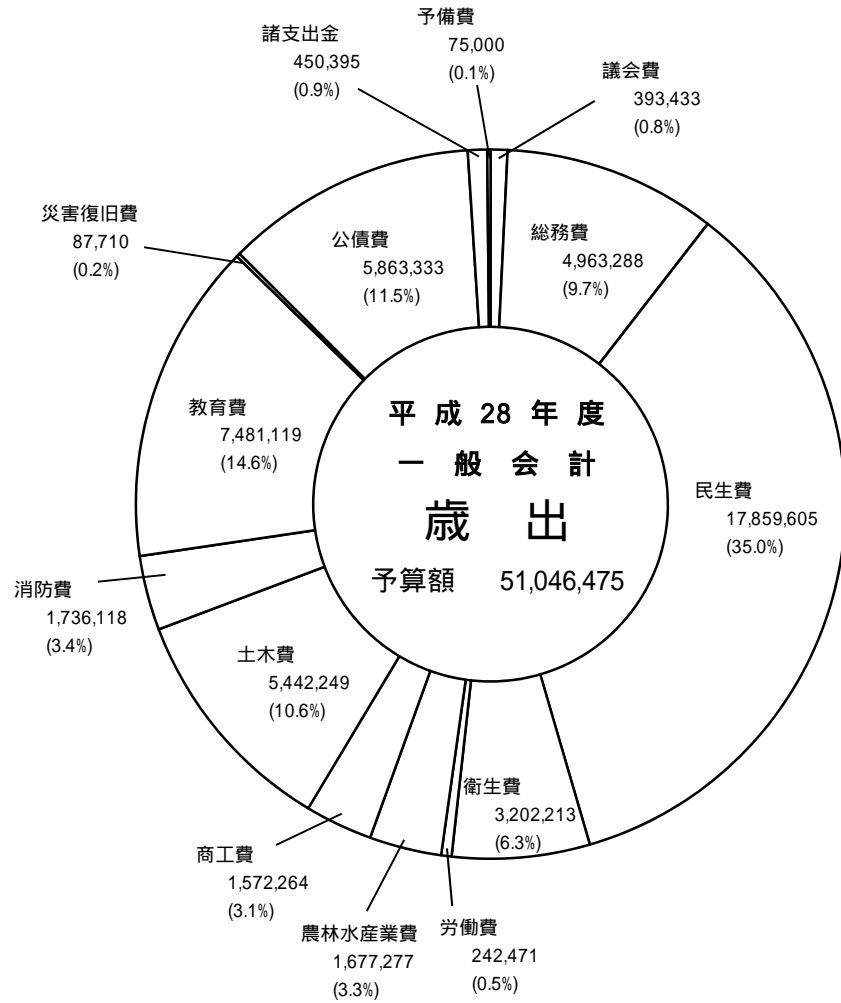 予備費
75,000
(0.1%)
諸支出金
450,395
(0.9%)
議会費
393,433
(0.8%)
総務費
4,963,288
(9.7%)
民生費
17,859,605
(35.0%)
衛生費
3,202,213
(6.3%)
労働費
242,471
(0.5%)
農林水産業費
1,677,277
(3.3%)
商工費
1,572,264
(3.1%)
土木費
5,442,249
(10.6%)
消防費
1,736,118
(3.4%)
教育費
7,481,119
(14.6%)
災害復旧費
87,710
(0.2%)
公債費
5,863,333
(11.5%)
平 成 28 年 度
一 般 会 計
歳 出
予算額 51,046,475